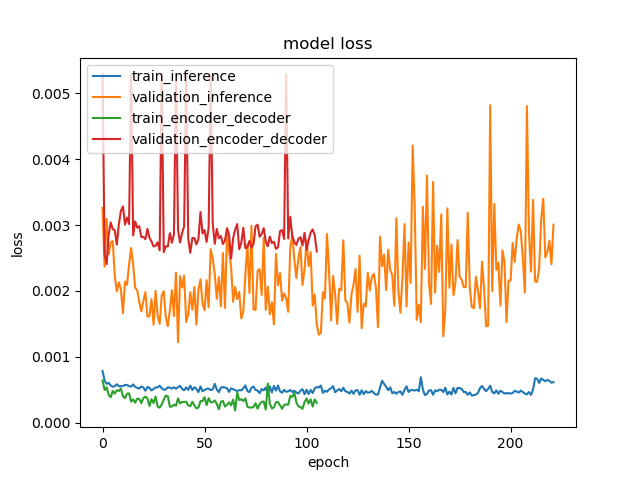 model loss
train_inference
validation_inference
train_encoder_decoder
validation_encoder_decoder
loss
0.005
0.004
0.003
0.002
0.001
0.000
0 50 100 150 200
epoch